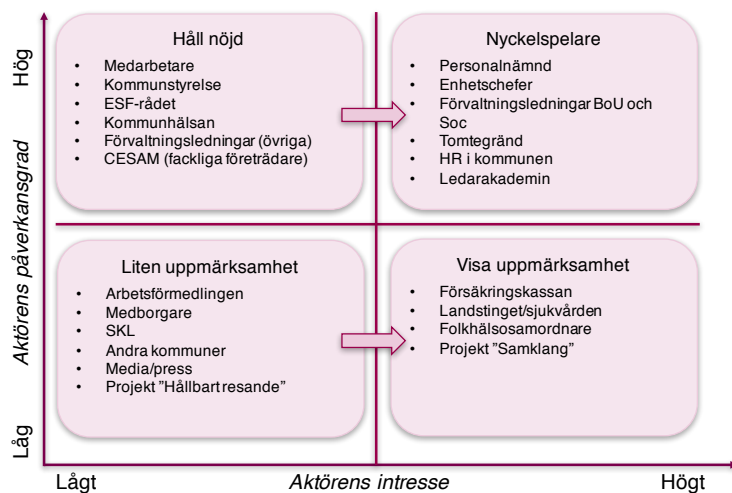 Hög
Aktörens påverkansgrad
Låg
Håll nöjd
• Medarbetare
• Kommunstyrelse
• ESF-rådet
• Kommunhälsan
• Förvaltningsledningar (övriga)
• CESAM (fackliga företrädare)
Nyckelspelare
• Personalnämnd
• Enhetschefer
• Förvaltningsledningar BoU och
Soc
• Tomtegränd
• HR i kommunen
• Ledarakademin
Liten uppmärksamhet
• Arbetsförmedlingen
• Medborgare
• SKL
• Andra kommuner
• Media/press
• Projekt ”Hållbart resande”
Visa uppmärksamhet
• Försäkringskassan
• Landstinget/sjukvården
• Folkhälsosamordnare
• Projekt ”Samklang”
Lågt
Aktörens intresse
Högt